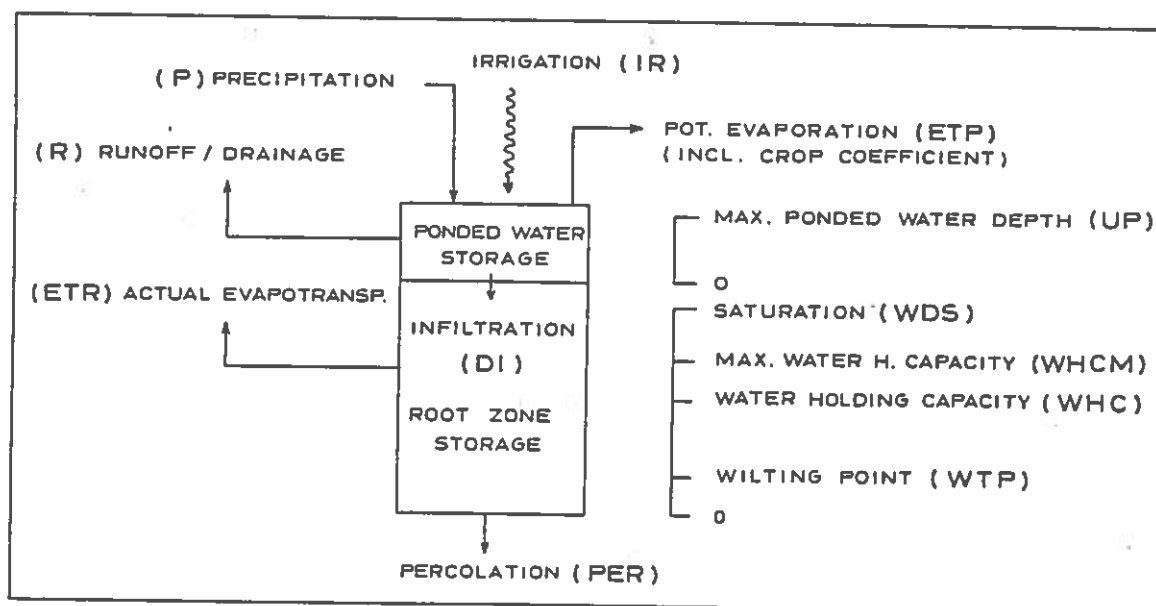 IRRIGATION (IR)
(P) PRECIPITATION
POT. EVAPORATION (ETP)
(INCL. CROP COEFFICIENT)
(R) RUNOFF / DRAINAGE
PONDED WATER
STORAGE
MAX. PONDED WATER DEPTH (UP)
0
(ETR) ACTUAL EVAPOTRANSP.
INFILTRATION
(DI)
ROOT ZONE
STORAGE
SATURATION (WDS)
MAX. WATER H. CAPACITY (WHCM)
WATER HOLDING CAPACITY (WHC)
WILTING POINT (WTP)
0
PERCOLATION (PER)